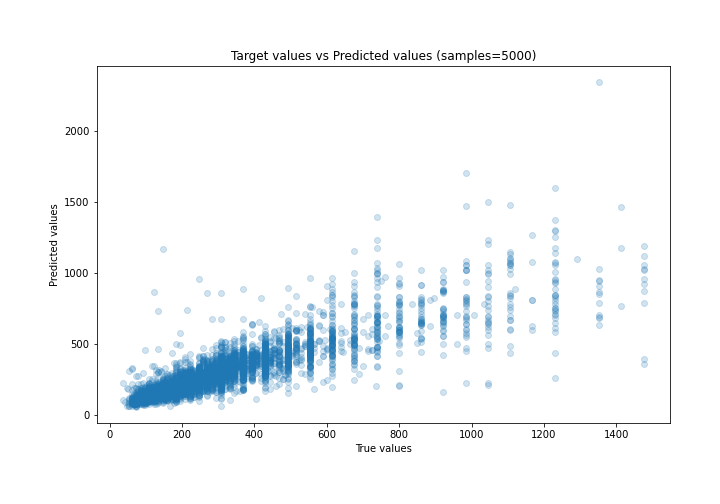 Target values vs Predicted values (samples=5000)
Predicted values
2000
1500
1000
500
0
0 200 400 600 800 1000 1200 1400
True values